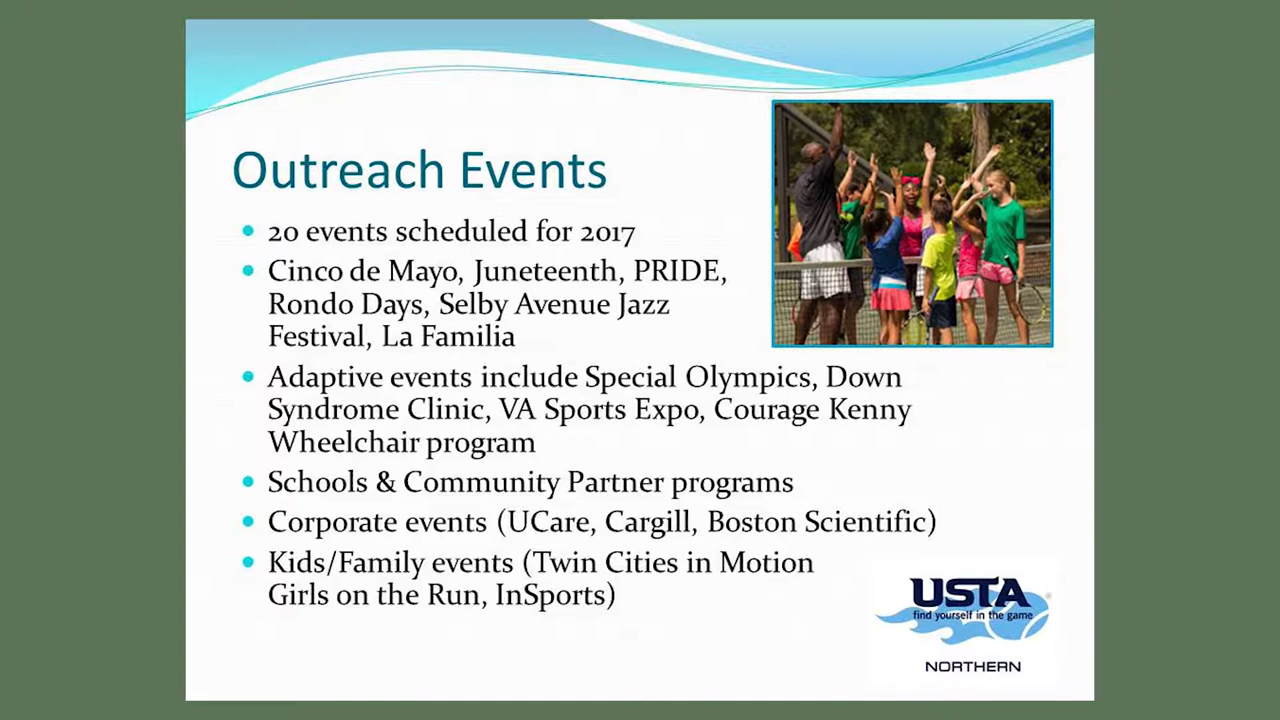 Outreach Events
• 20 events scheduled for 2017
• Cinco de Mayo, Juneteenth, PRIDE,
Rondo Days, Selby Avenue Jazz
Festival, La Familia
• Adaptive events include Special Olympics, Down
Syndrome Clinic, VA Sports Expo, Courage Kenny
Wheelchair program
• Schools & Community Partner programs
• Corporate events (UCare, Cargill, Boston Scientific)
• Kids/Family events (Twin Cities in Motion
Girls on the Run, InSports)
USTA
find yourself in the game
NORTHERN